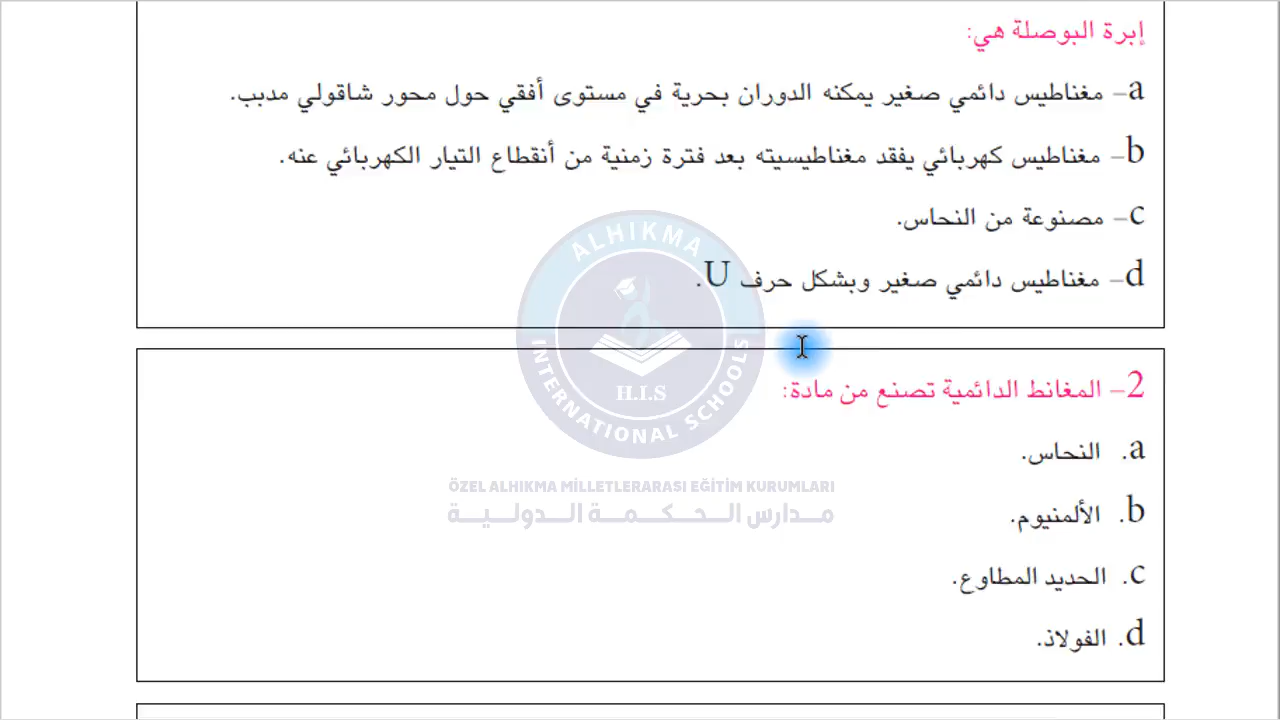 إبرة البوصلة هي:
a– مغناطيس دائمي صغير يمكنه الدوران بحرية في مستوى أفقي حول محور شاقولي مدبب.
b– مغناطيس كهربائي يفقد مغناطيسيته بعد فترة زمنية من أنقطاع التيار الكهربائي عنه.
c– مصنوعة من النحاس.
d– مغناطيس دائمي صغير وبشكل حرف U.
2– المغانط الدائمية تصنع من مادة:
a. النحاس.
b. الألمنيوم.
c. الحديد المطاوع.
d. الفولاذ.
ALHIKMA
INTERNATIONAL SCHOOLS
H.I.S
ÖZEL ALHIKMA MİLLETLERARASI EĞİTİM KURUMLARI
مـدارس الـحـكـمـة الـدولـيـة